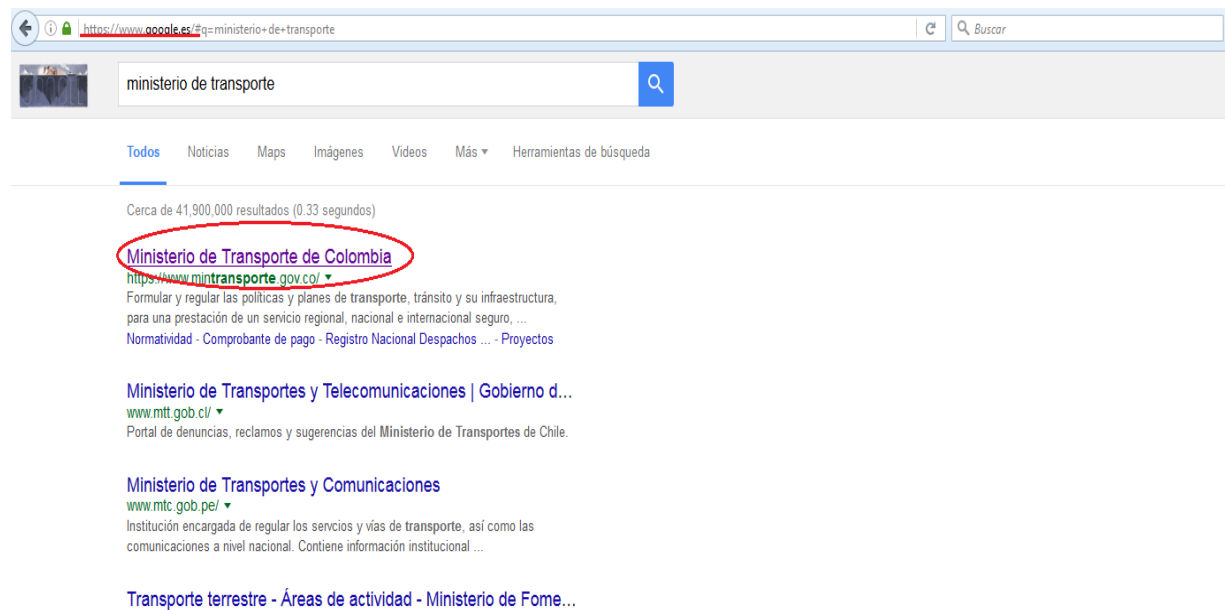 https://www.google.es/#q=ministerio+de+transporte
Buscar
ministerio de transporte
Todos Noticias Maps Imágenes Videos Más Herramientas de búsqueda
Cerca de 41,900,000 resultados (0.33 segundos)
Ministerio de Transporte de Colombia
https://www.mintransporte.gov.co/
Formular y regular las políticas y planes de transporte, tránsito y su infraestructura,
para una prestación de un servicio regional, nacional e internacional seguro, ...
Normatividad - Comprobante de pago - Registro Nacional Despachos ... - Proyectos
Ministerio de Transportes y Telecomunicaciones | Gobierno d...
www.mtt.gob.cl/
Portal de denuncias, reclamos y sugerencias del Ministerio de Transportes de Chile.
Ministerio de Transportes y Comunicaciones
www.mtc.gob.pe/
Institución encargada de regular los servcios y vías de transporte, así como las
comunicaciones a nivel nacional. Contiene información institucional ...
Transporte terrestre - Áreas de actividad - Ministerio de Fome...